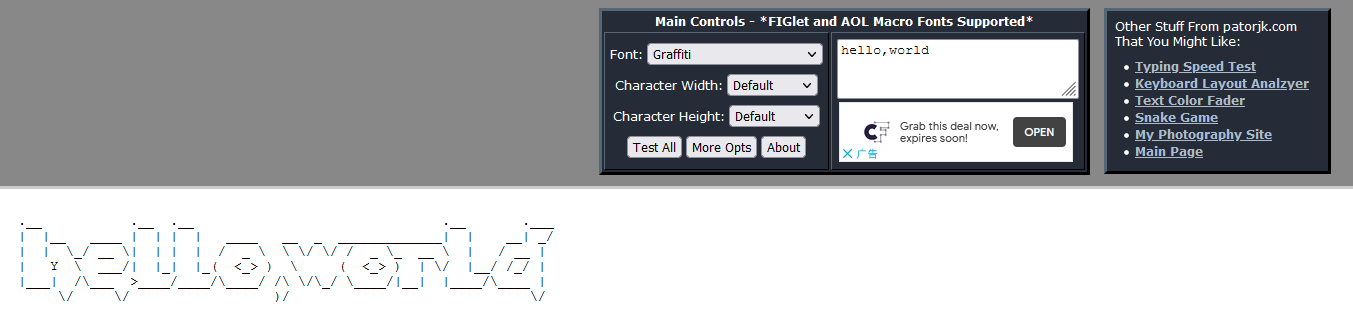 Main Controls - *FIGlet and AOL Macro Fonts Supported*
Font: Graffiti
Character Width: Default
Character Height: Default
Test All More Opts About
hello,world
Grab this deal now,
expires soon!
OPEN
广告
Other Stuff From patorjk.com
That You Might Like:
Typing Speed Test
Keyboard Layout Analzyer
Text Color Fader
Snake Game
My Photography Site
Main Page
hello,world